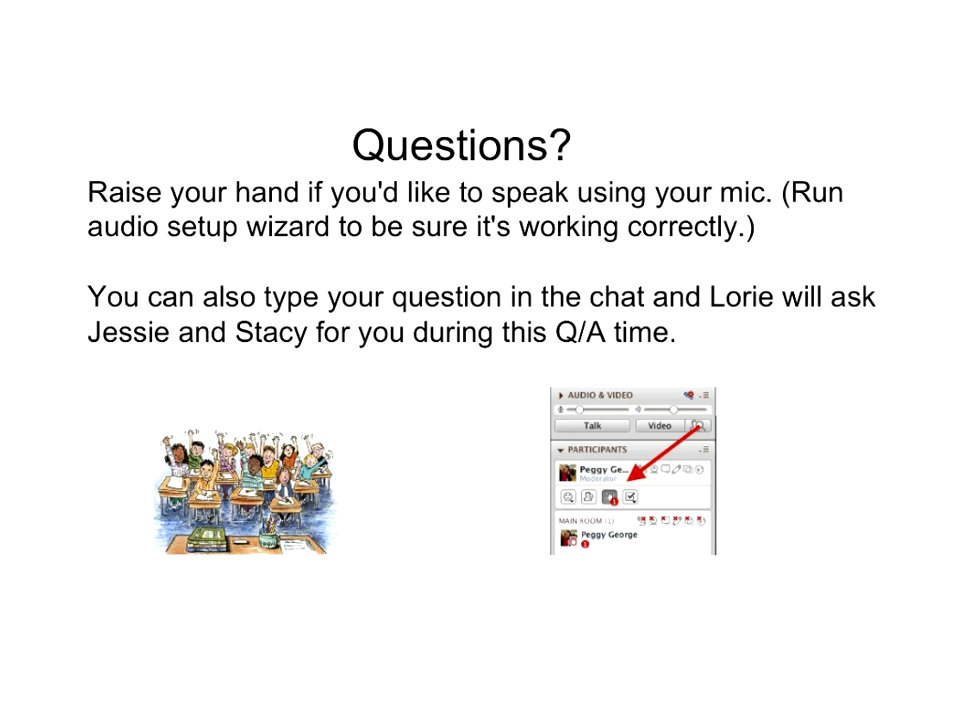 Questions?
Raise your hand if you'd like to speak using your mic. (Run
audio setup wizard to be sure it's working correctly.)
You can also type your question in the chat and Lorie will ask
Jessie and Stacy for you during this Q/A time.
AUDIO & VIDEO
Talk Video
PARTICIPANTS
Peggy Ge...
Moderator
1
MAIN ROOM (1)
Peggy George
1